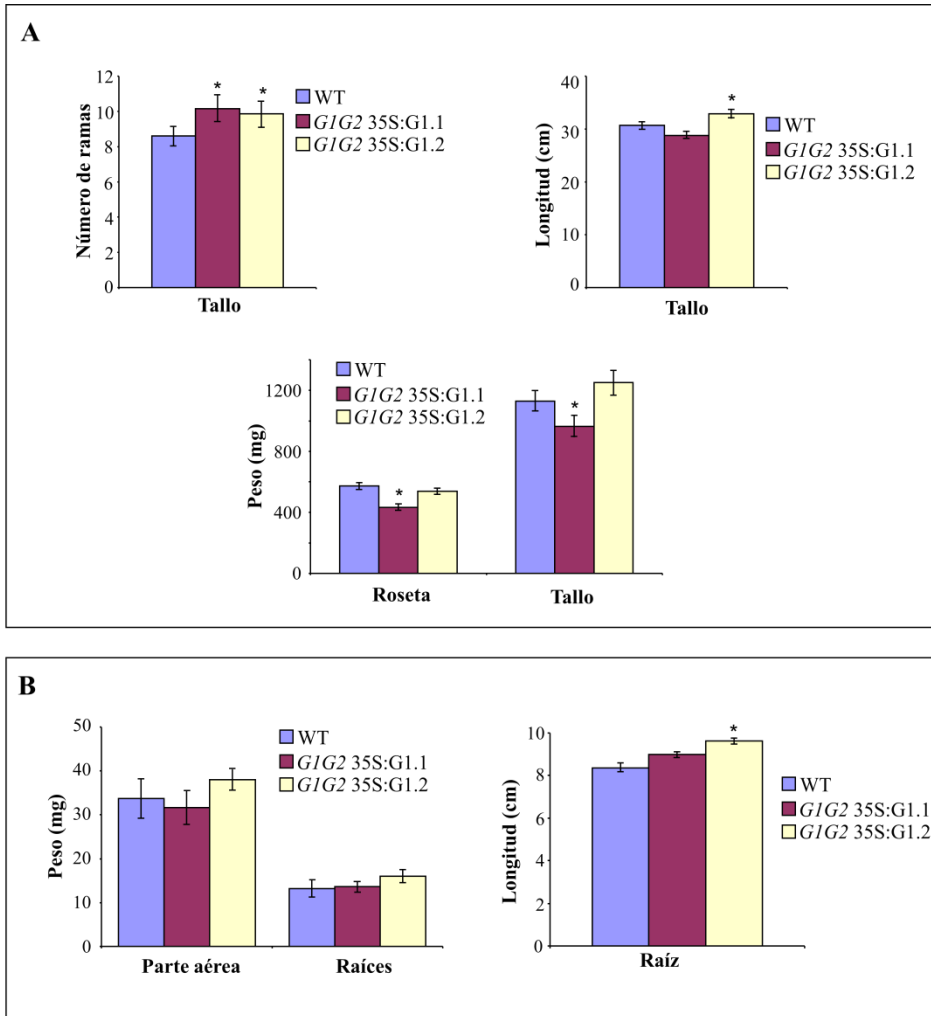 A
Número de ramas
12
10
8
6
4
2
0
* *
WT
G1G2 35S:G1.1
G1G2 35S:G1.2
Tallo
Longitud (cm)
40
30
20
10
0
*
WT
G1G2 35S:G1.1
G1G2 35S:G1.2
Tallo
Peso (mg)
1200
800
400
0
WT
G1G2 35S:G1.1
G1G2 35S:G1.2
* *
Roseta Tallo
B
Peso (mg)
50
40
30
20
10
0
WT
G1G2 35S:G1.1
G1G2 35S:G1.2
Parte aérea Raíces
Longitud (cm)
10
8
6
4
2
0
*
WT
G1G2 35S:G1.1
G1G2 35S:G1.2
Raíz